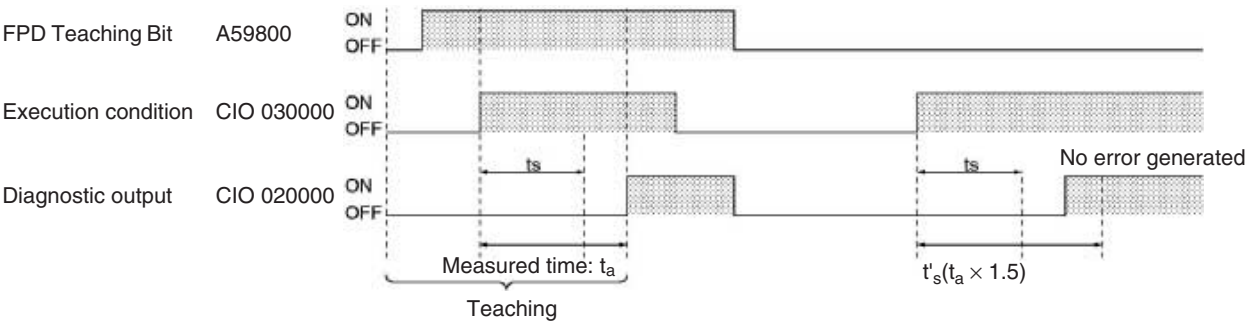 FPD Teaching Bit A59800 ON
OFF
Execution condition CIO 030000 ON
OFF
ts ts No error generated
Diagnostic output CIO 020000 ON
OFF
Measured time: ta t's(ta × 1.5)
Teaching